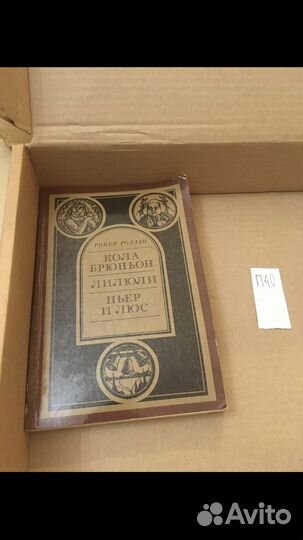 РОМЕН РОЛЛАН
КОЛА
БРЮНЬОН
ЛИЛЮЛИ
ПЬЕР
И ЛЮС
П40
Avito